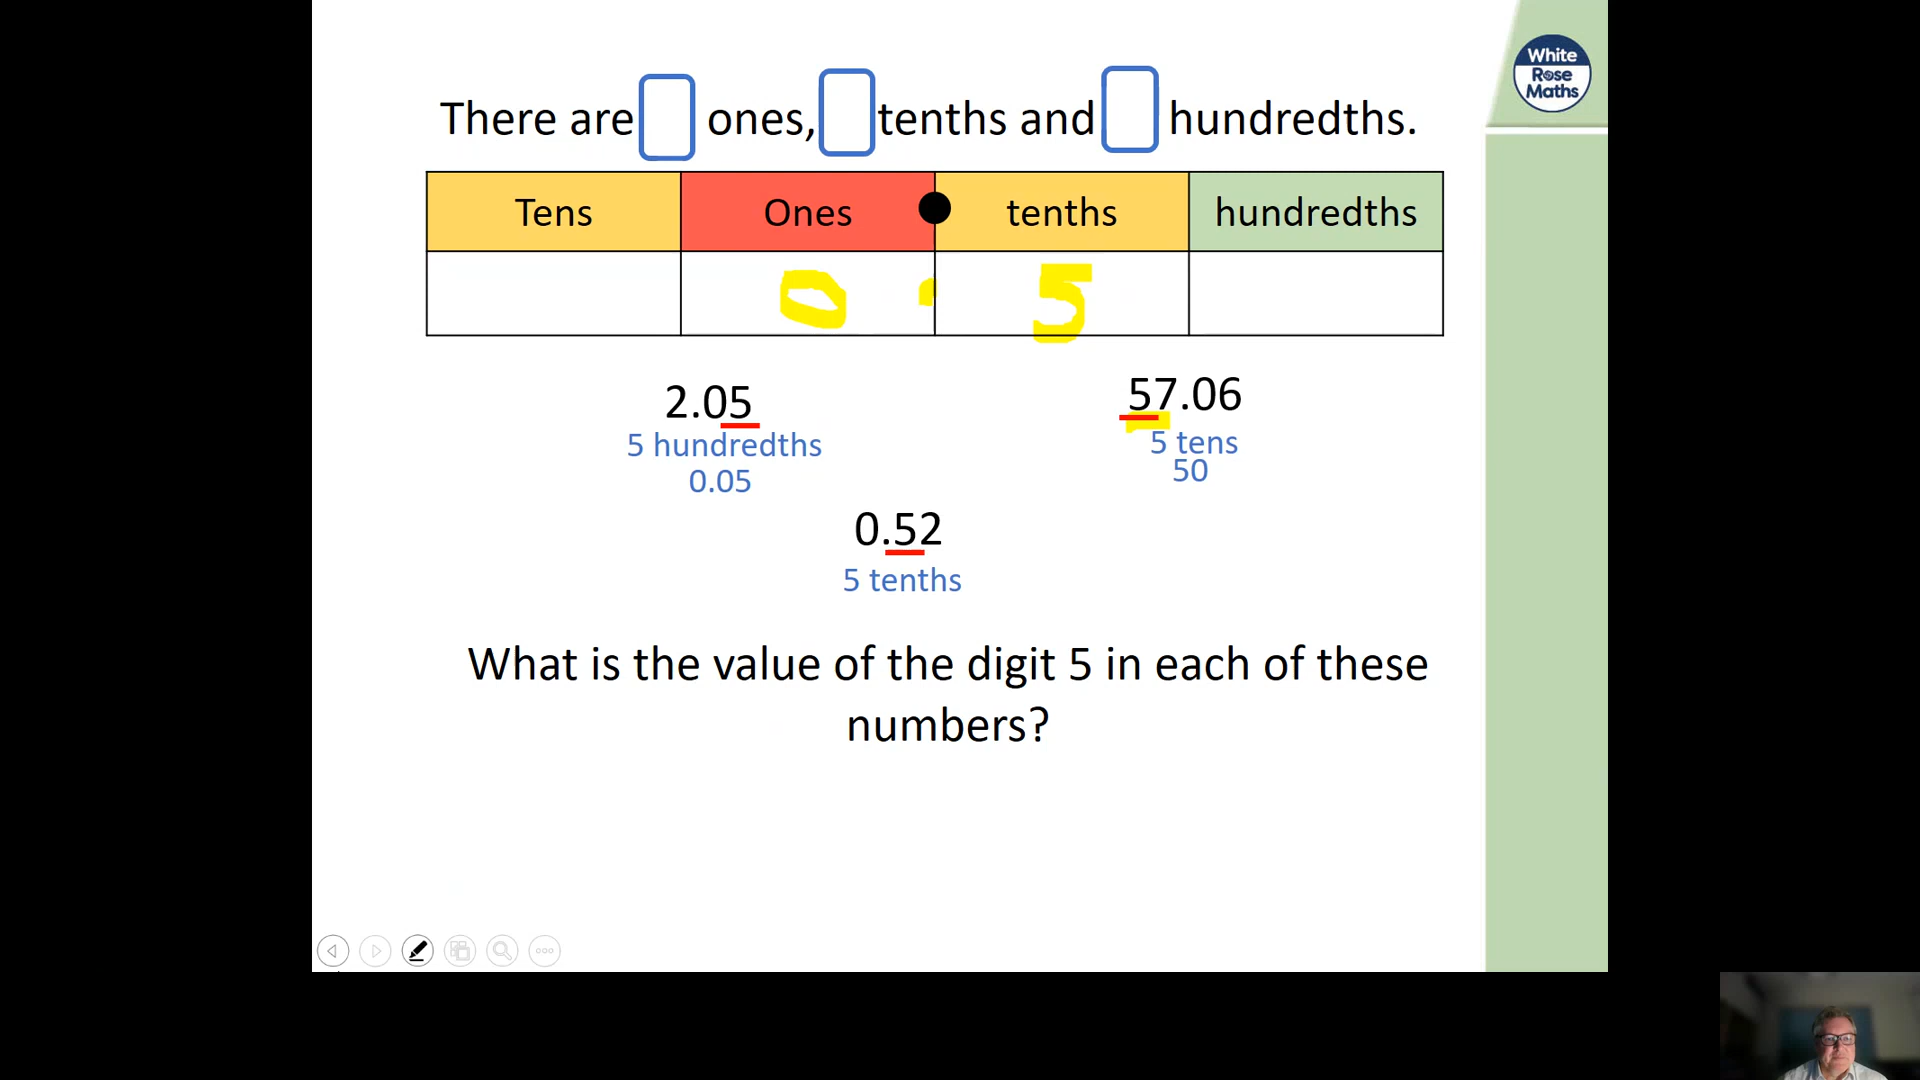 There are ones, tenths and hundredths.
White
Rose
Maths
Tens Ones tenths hundredths
0 . 5
2.05
5 hundredths
0.05
57.06
5 tens
50
0.52
5 tenths
What is the value of the digit 5 in each of these
numbers?